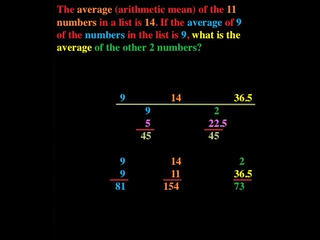 The average (arithmetic mean) of the 11
numbers in a list is 14. If the average of 9
of the numbers in the list is 9, what is the
average of the other 2 numbers?
9 14 36.5
9 2
5 22.5
45 45
9 14 2
9 11 36.5
81 154 73